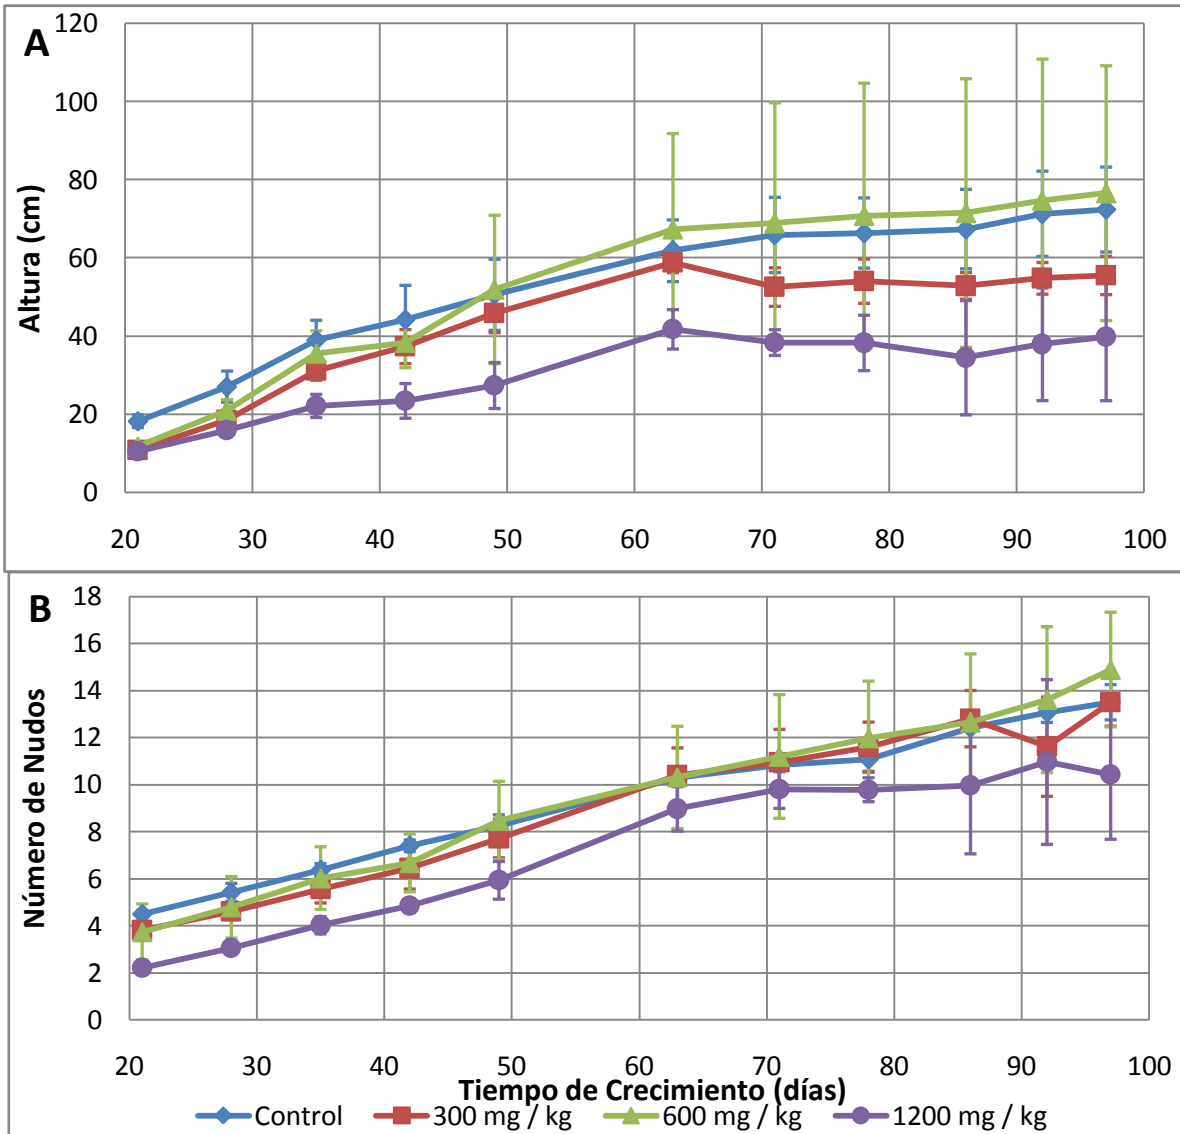 A
Altura (cm)
120
100
80
60
40
20
0
20 30 40 50 60 70 80 90 100
B
Número de Nudos
18
16
14
12
10
8
6
4
2
0
20 30 40 50 60 70 80 90 100
Tiempo de Crecimiento (días)
Control 300 mg / kg 600 mg / kg 1200 mg / kg